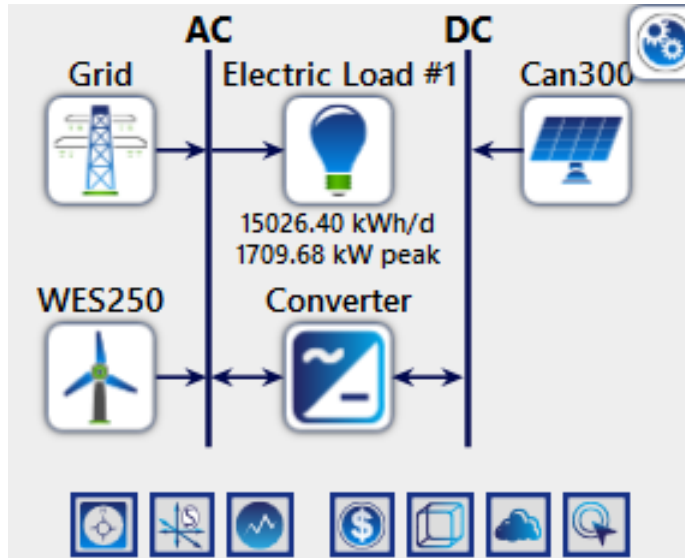 AC
DC
Grid
Electric Load #1
Can300
15026.40 kWh/d
1709.68 kW peak
WES250
Converter
S
$